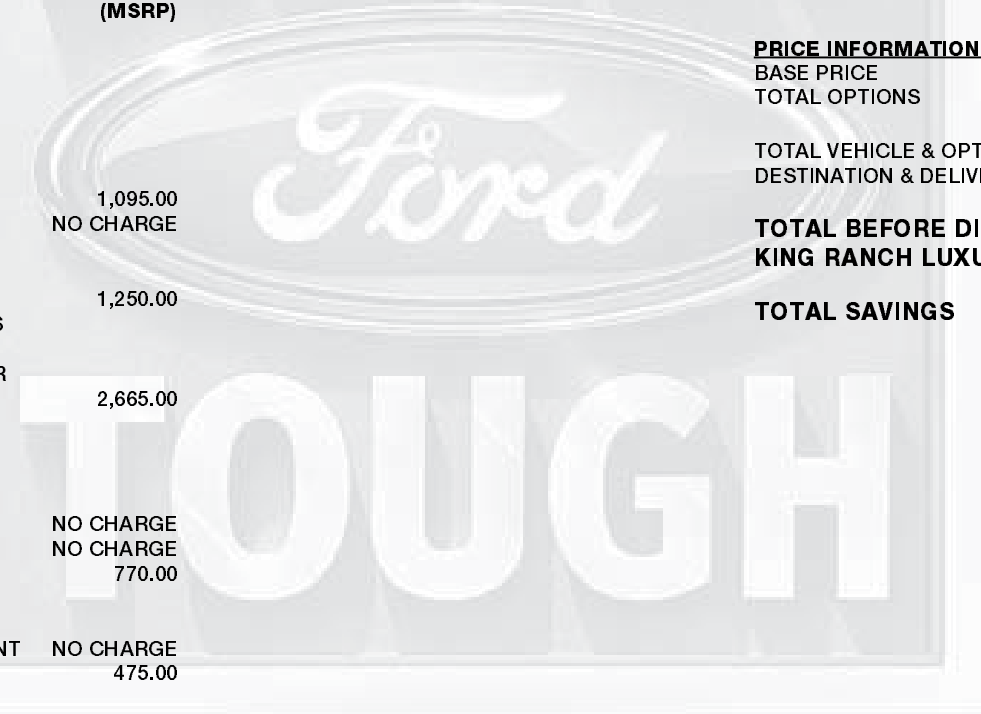 (MSRP)
1,095.00
NO CHARGE
1,250.00
S
R
2,665.00
NO CHARGE
NO CHARGE
770.00
NT NO CHARGE
475.00
PRICE INFORMATION
BASE PRICE
TOTAL OPTIONS
TOTAL VEHICLE & OPT
DESTINATION & DELIV
TOTAL BEFORE DI
KING RANCH LUXU
TOTAL SAVINGS
Ford
TOUGH